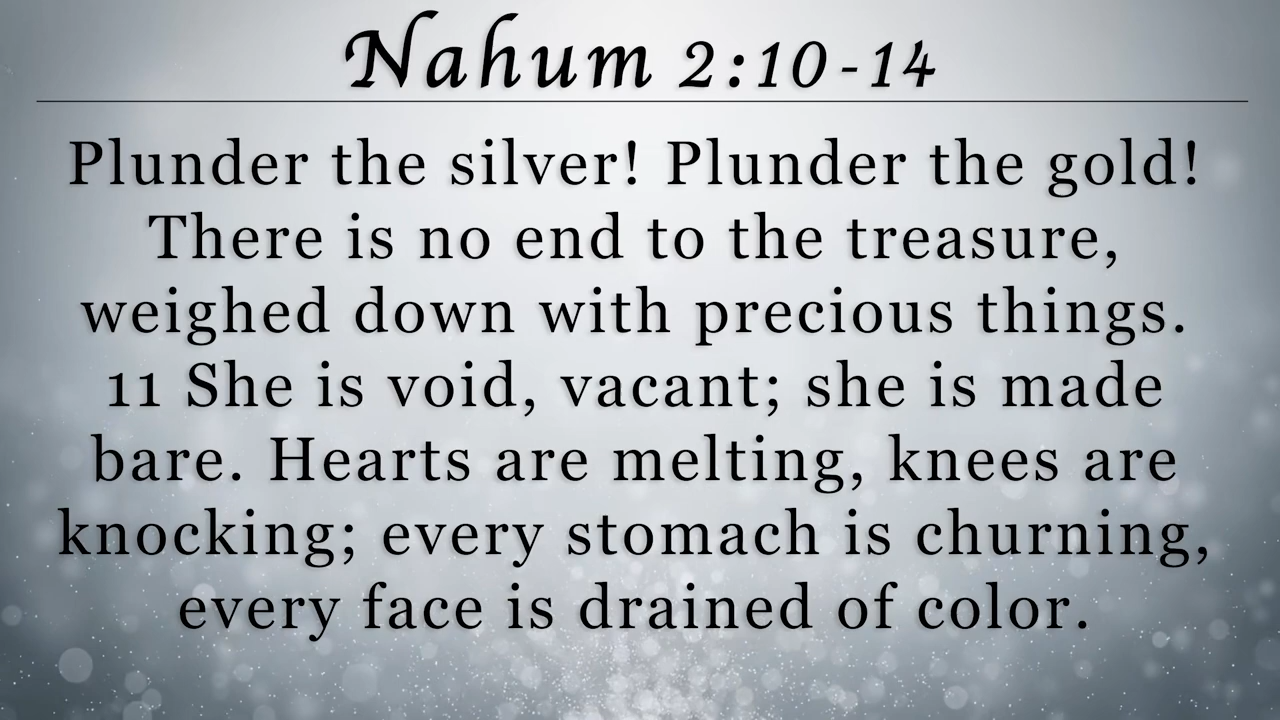 Nahum 2:10-14
Plunder the silver! Plunder the gold!
There is no end to the treasure,
weighed down with precious things.
11 She is void, vacant; she is made
bare. Hearts are melting, knees are
knocking; every stomach is churning,
every face is drained of color.